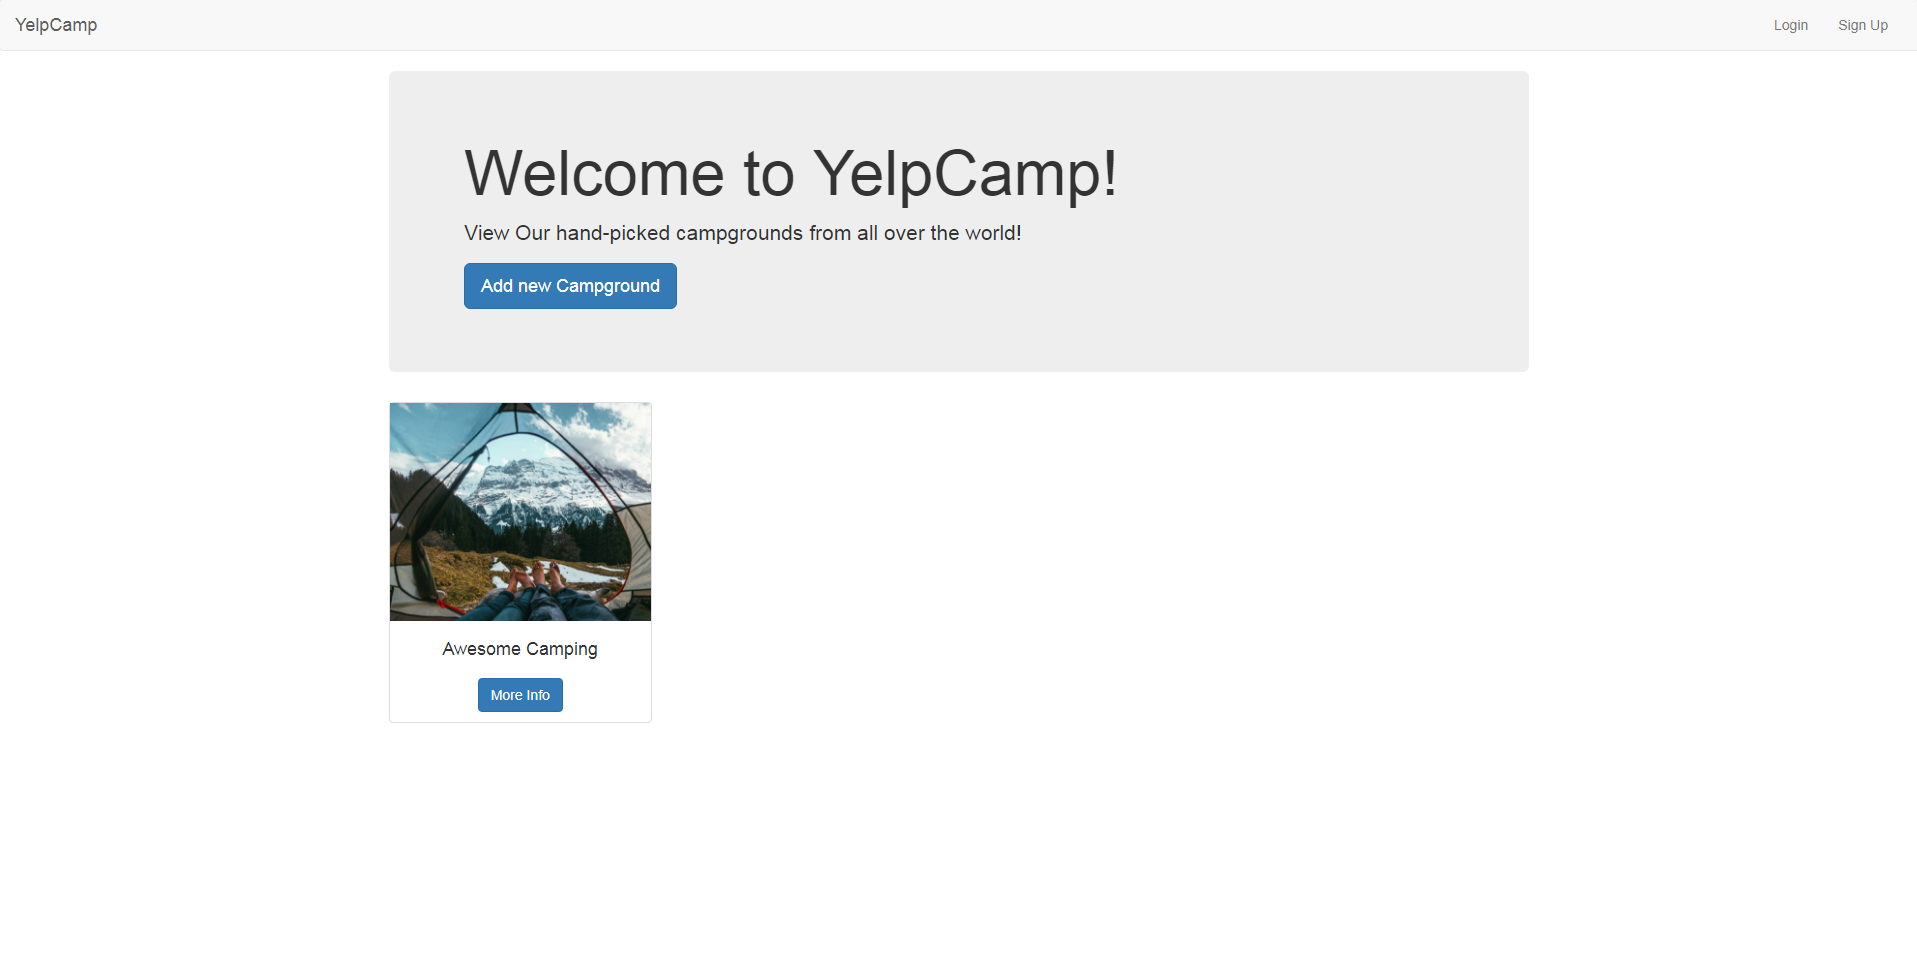 YelpCamp
Login
Sign Up
Welcome to YelpCamp!
View Our hand-picked campgrounds from all over the world!
Add new Campground
Awesome Camping
More Info